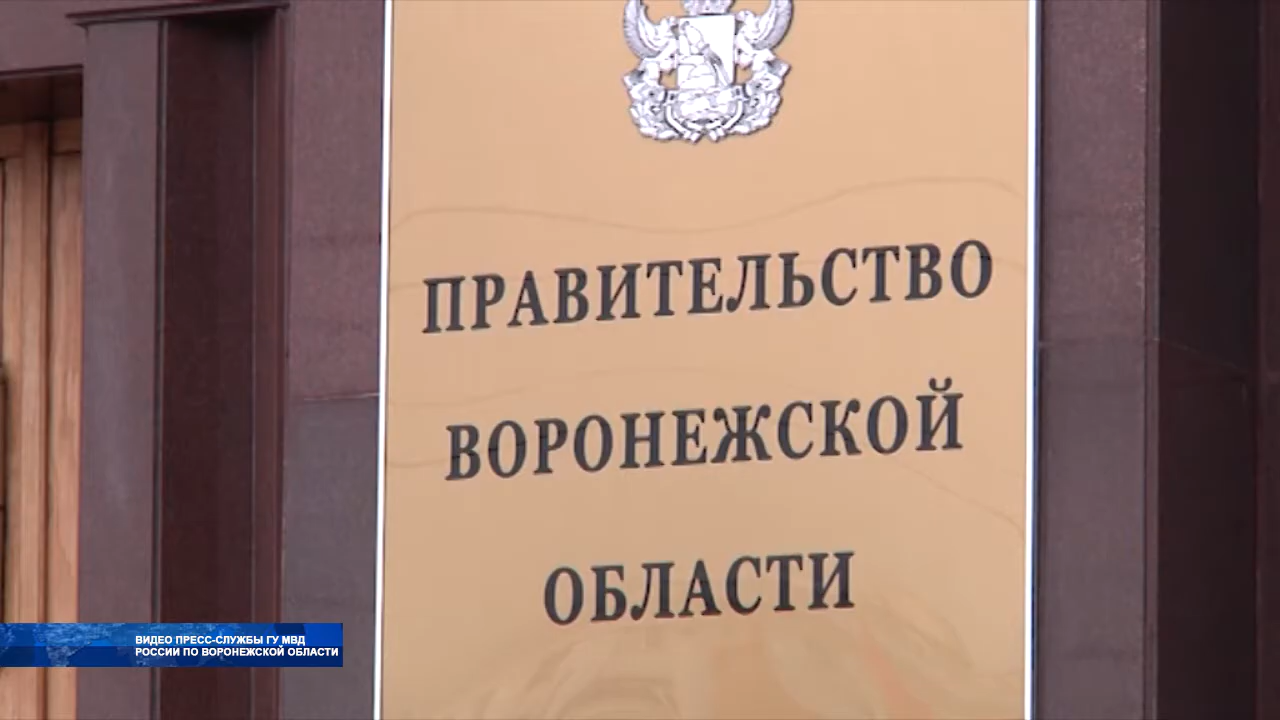 ПРАВИТЕЛЬСТВО
ВОРОНЕЖСКОЙ
ОБЛАСТИ
ВИДЕО ПРЕСС-СЛУЖБЫ ГУ МВД
РОССИИ ПО ВОРОНЕЖСКОЙ ОБЛАСТИ